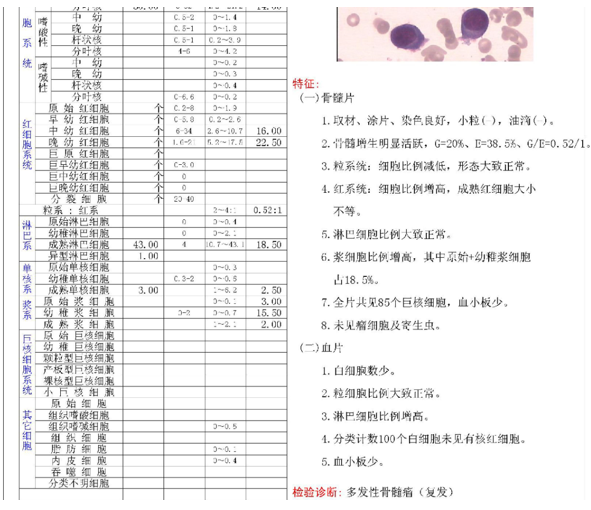 分叶核
胞系统
嗜酸性
中 幼 0.5-2 0~1.4
晚 幼 0.5-1
杆状核 0.5-1
分叶核 4-6 0~4.2
嗜碱性
中 幼 0~0.2
晚 幼 0~0.3
杆状核 0~0.4
分叶核 0~0.2
红细胞系统
原 始 红 细胞 个 0.2-8 0~1.9
早 幼 红 细胞 个 0.2~2.6
中 幼 红 细胞 个 6-34 2.6~10.7 16.00
晚 幼 红 细胞 个 5.2~17.5 22.50
巨 原 红 细胞 个 0
巨早幼红细胞 个 0-3.0
巨中幼红细胞 个 0
巨晚幼红细胞 个 0
分 裂 细 胞 个 20-40
粒系 : 红系 2~4:1 0.52:1
淋巴系
原始淋巴细胞 0 0~0.4
幼稚淋巴细胞 0 0~2.1
成熟淋巴细胞 43.00 4 10.7~43.1 18.50
异型淋巴细胞 1.00
单核系
原始单核细胞 0~0.3
幼稚单核细胞 0.3-2 0~0.6
成熟单核细胞 3.00 1~6.2 2.50
浆系
原 始 浆 细 胞 0~0.1 3.00
幼 稚 浆 细 胞 0-2 0~0.7 15.50
成 熟 浆 细 胞 1~2.1 2.00
巨核细胞系统
原 始 巨核细胞
幼 稚 巨核细胞
颗粒型巨核细胞
产板型巨核细胞
裸核型巨核细胞
小 巨 核 细 胞
其它细胞
原 始 细 胞
组织嗜酸细胞
组织嗜碱细胞 0~0.5
组 织 细 胞
脂 肪 细 胞 0~0.1
内 皮 细 胞 0~0.4
吞 噬 细 胞
分类不明细胞
特征:
(一)骨髓片
1.取材、涂片、染色良好，小粒(-)，油滴(-)。
2.骨髓增生明显活跃，G=20%、E=38.5%、G/E=0.52/1。
3.粒系统：细胞比例减低，形态大致正常。
4.红系统：细胞比例增高，成熟红细胞大小
不等。
5.淋巴细胞比例大致正常。
6.浆细胞比例增高，其中原始+幼稚浆细胞
占18.5%。
7.全片共见85个巨核细胞，血小板少。
8.未见瘤细胞及寄生虫。
(二)血片
1.白细胞数少。
2.粒细胞比例大致正常。
3.淋巴细胞比例增高。
4.分类计数100个白细胞未见有核红细胞。
5.血小板少。
检验诊断: 多发性骨髓瘤（复发）